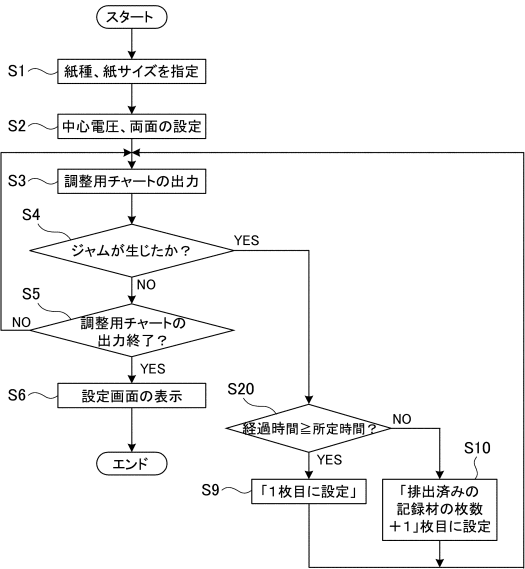 スタート
S1
紙種、紙サイズを指定
S2
中心電圧、両面の設定
S3
調整用チャートの出力
S4
ジャムが生じたか？
YES
NO
S5
調整用チャートの
出力終了？
NO
YES
S6
設定画面の表示
エンド
S20
経過時間≧所定時間？
NO
YES
S9
「１枚目に設定」
S10
「排出済みの
記録材の枚数
＋１」枚目に設定